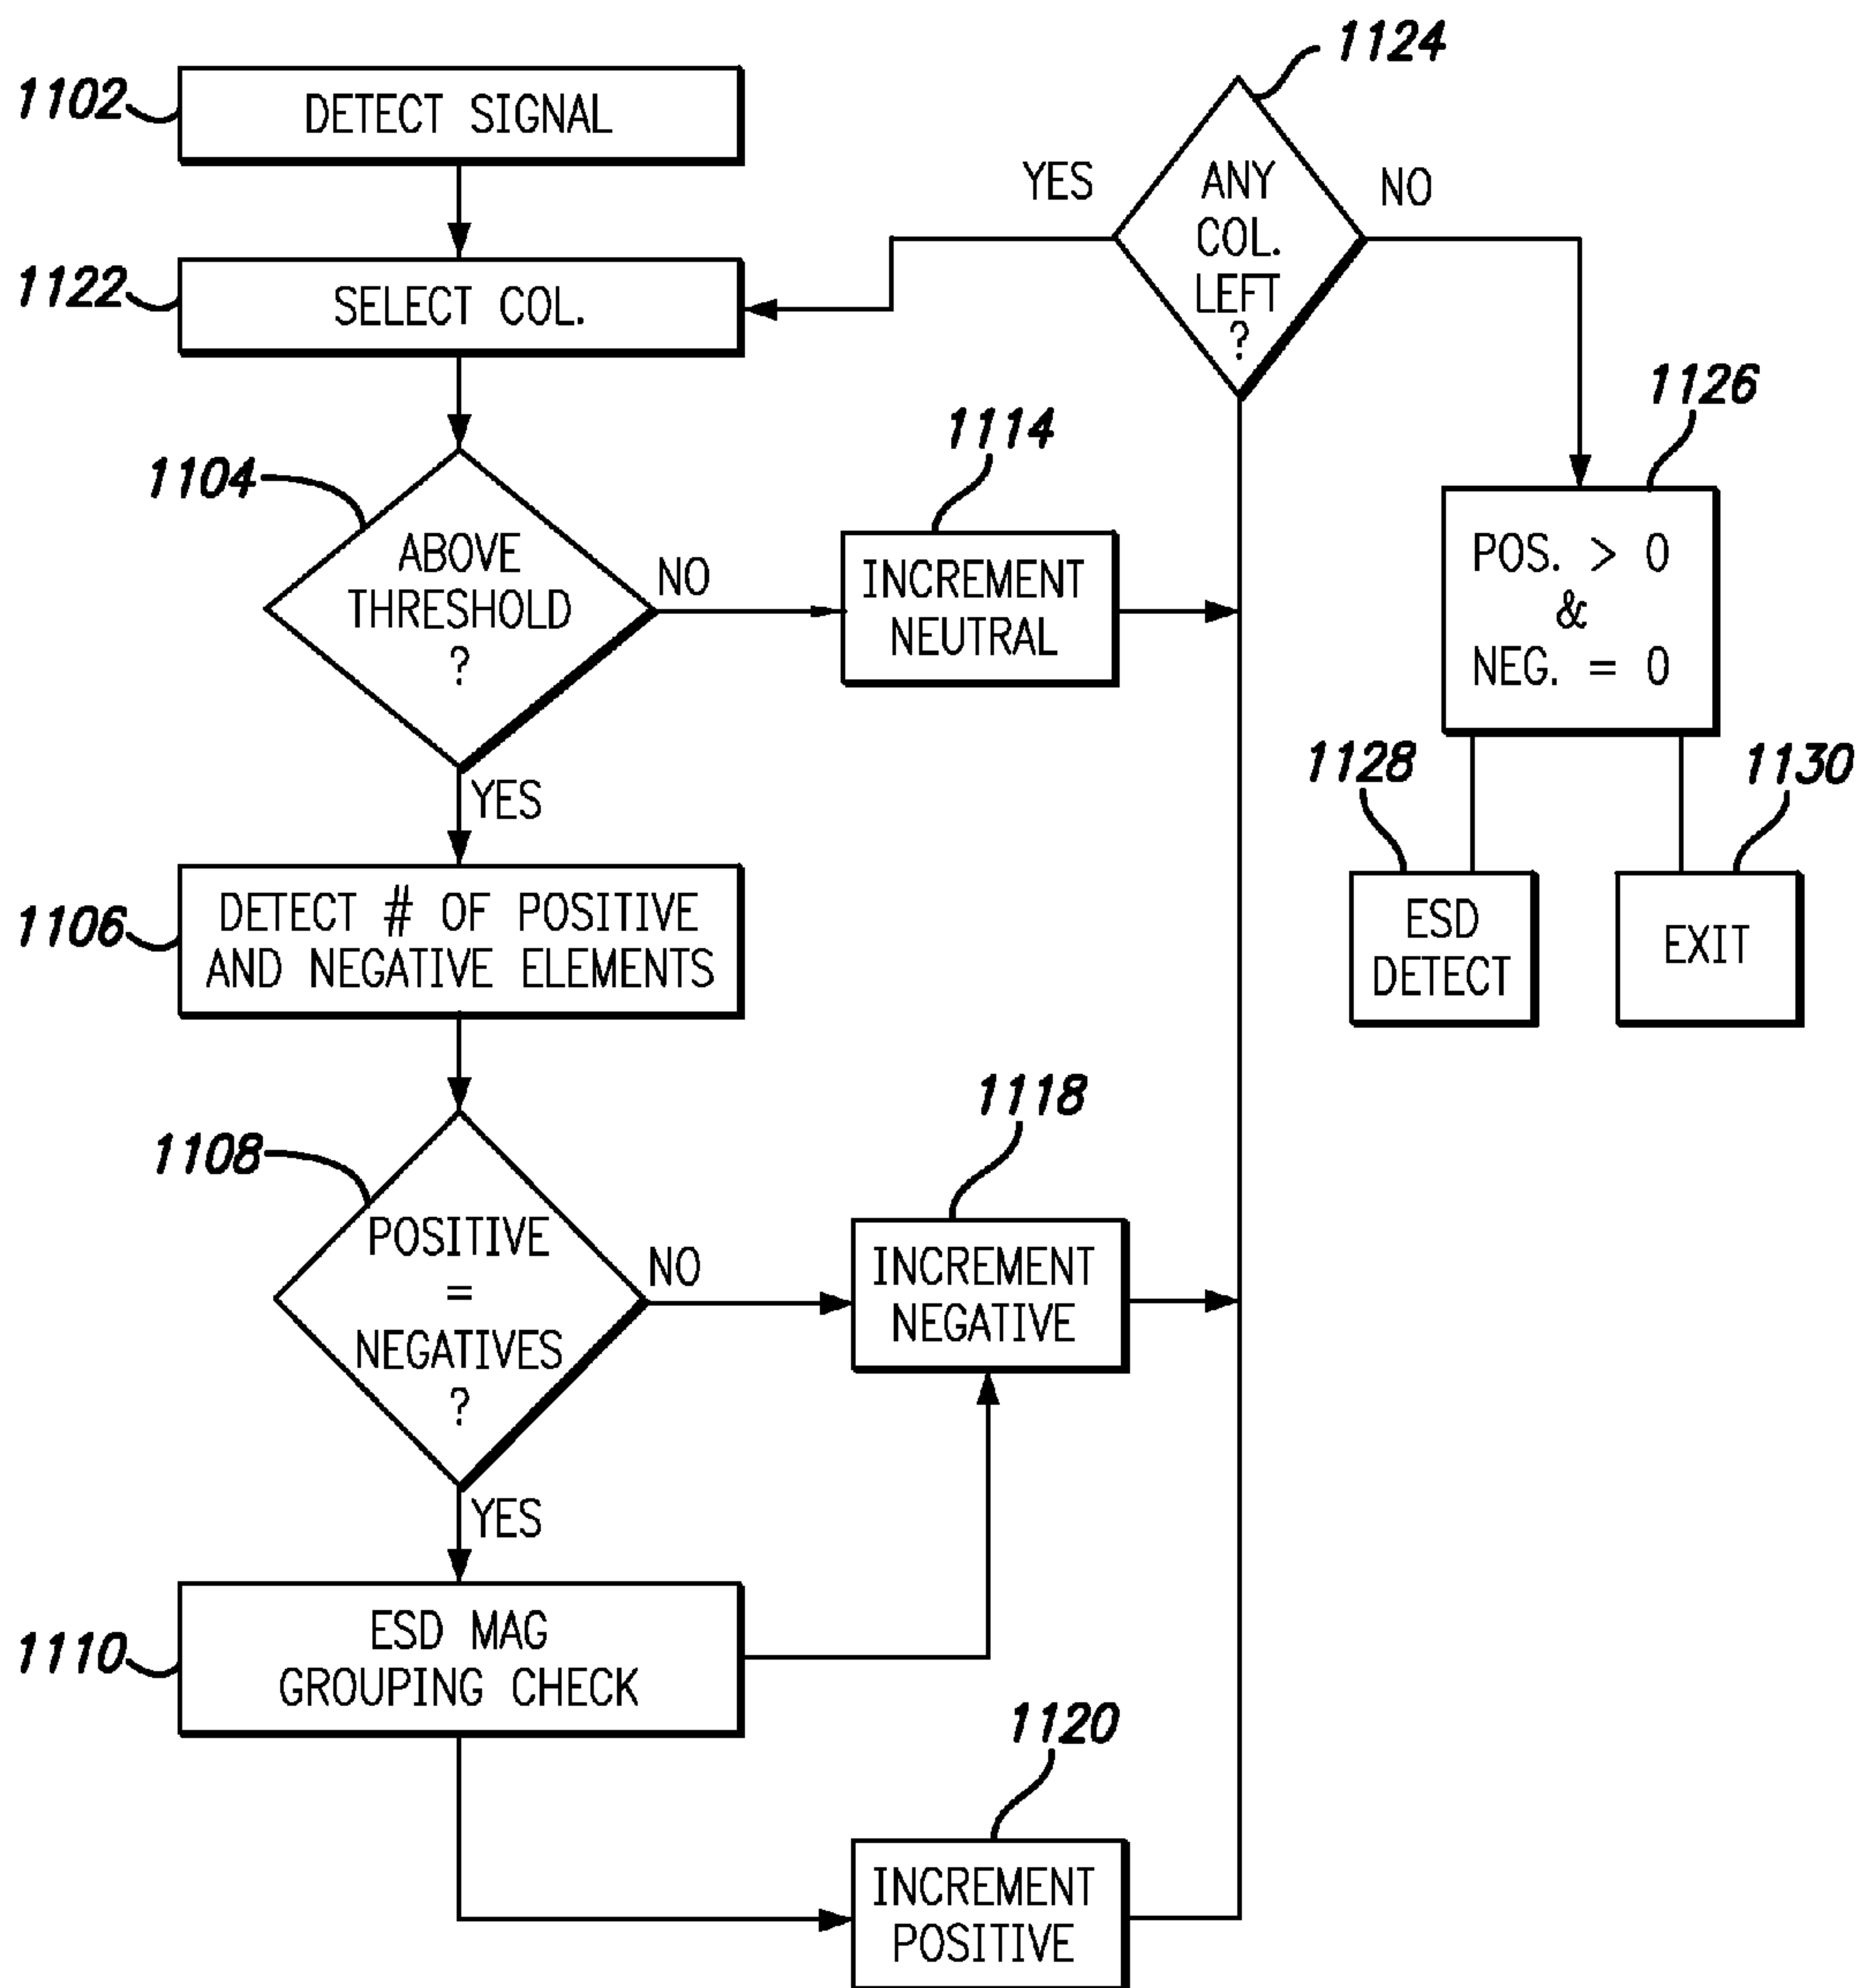 1102
DETECT SIGNAL
1122
SELECT COL.
1104
ABOVE
THRESHOLD
?
NO
YES
1114
INCREMENT
NEUTRAL
1106
DETECT # OF POSITIVE
AND NEGATIVE ELEMENTS
1108
POSITIVE
=
NEGATIVES
?
NO
YES
1118
INCREMENT
NEGATIVE
1110
ESD MAG
GROUPING CHECK
1120
INCREMENT
POSITIVE
1124
ANY
COL.
LEFT
?
YES
NO
1126
POS. > 0
&
NEG. = 0
1128
ESD
DETECT
1130
EXIT